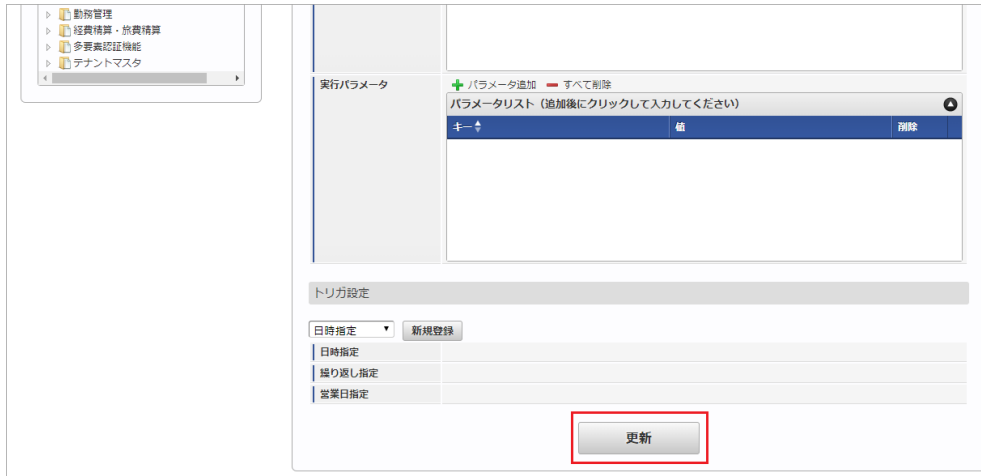 勤務管理
経費精算・旅費精算
多要素認証機能
テナントマスタ
実行パラメータ
パラメータ追加 すべて削除
パラメータリスト（追加後にクリックして入力してください）
キー 値 削除
トリガ設定
日時指定 新規登録
日時指定
繰り返し指定
営業日指定
更新